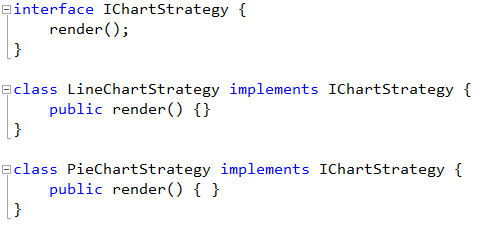 interface IChartStrategy {
    render();
}
class LineChartStrategy implements IChartStrategy {
    public render() {}
}
class PieChartStrategy implements IChartStrategy {
    public render() { }
}